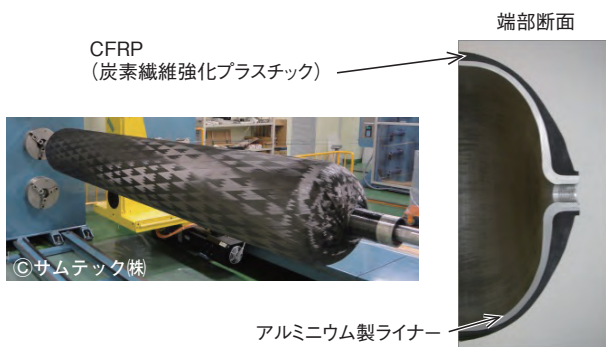 端部断面
CFRP
（炭素繊維強化プラスチック）
©サムテック㈱
アルミニウム製ライナー